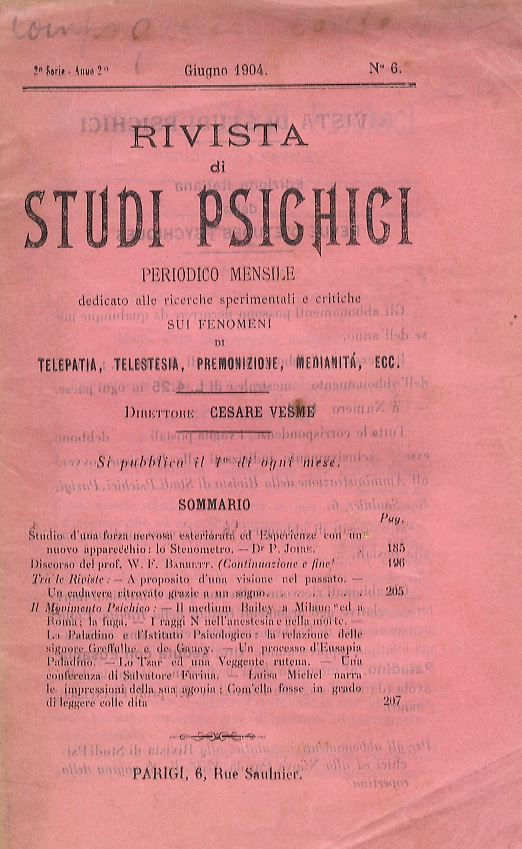 2ª Serie - Anno 2º Giugno 1904. Nº 6.
RIVISTA
di
STUDI PSICHICI
PERIODICO MENSILE
dedicato alle ricerche sperimentali e critiche
SUI FENOMENI
DI
TELEPATIA, TELESTESIA, PREMONIZIONE, MEDIANITÁ, ECC.
DIRETTORE CESARE VESME
Si pubblica il 1º di ogni mese.
SOMMARIO
Pag.
Studio d'una forza nervosa esteriorata ed Esperienze con un
nuovo apparecchio: lo Stenometro. — Dr P. JOIRE. 185
Discorso del prof. W. F. BARRETT. (Continuazione e fine) 196
Tra le Riviste: — A proposito d'una visione nel passato. —
Un cadavere ritrovato grazie a un sogno. 205
Il Movimento Psichico: — Il medium Bailey a Milano ed a
Roma; la fuga. — I raggi N nell'anestesia e nella morte. —
La Paladino e l'Istituto Psicologico: la relazione delle
signore Greffulhe e de Ganay. — Un processo d'Eusapia
Paladino. — Lo Tzar ed una Veggente rutena. — Una
conferenza di Salvatore Farina. — Luisa Michel narra
le impressioni della sua agonia; Com'ella fosse in grado
di leggere colle dita 207
PARIGI, 6, Rue Saulnier.